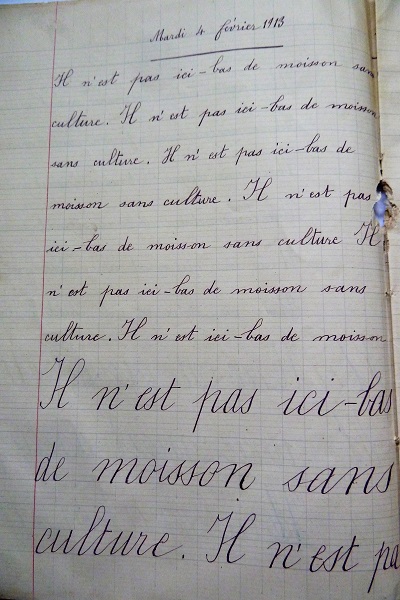 Mardi 4 février 1913
Il n'est pas ici-bas de moisson sans
culture. Il n'est pas ici-bas de moisson
sans culture. Il n'est pas ici-bas de
moisson sans culture. Il n'est pas
ici-bas de moisson sans culture Il
n'est pas ici-bas de moisson sans
culture. Il n'est ici-bas de moisson
Il n'est pas ici-bas
de moisson sans
culture. Il n'est pa